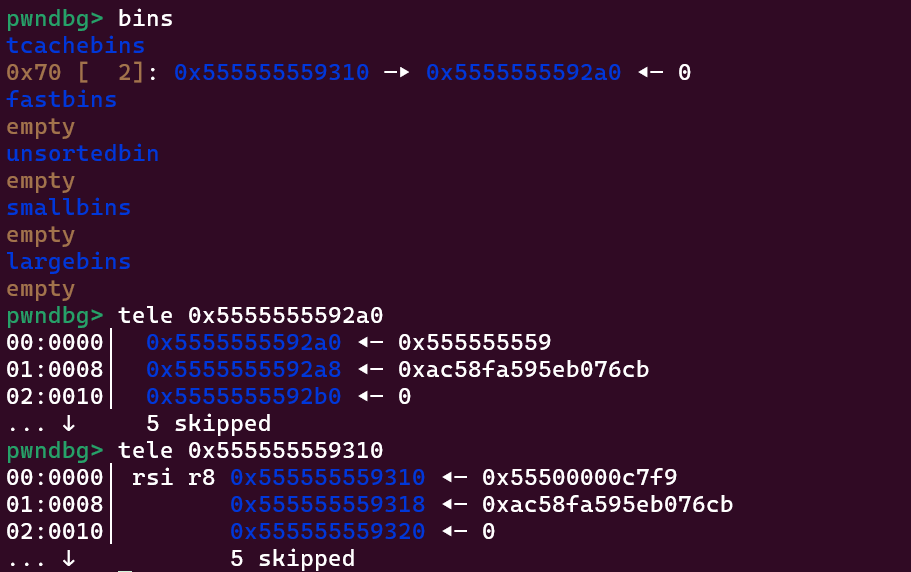 pwndbg> bins
tcachebins
0x70 [  2]: 0x555555559310 —▸ 0x5555555592a0 ◂— 0
fastbins
empty
unsortedbin
empty
smallbins
empty
largebins
empty
pwndbg> tele 0x5555555592a0
00:0000│  0x5555555592a0 ◂— 0x555555559
01:0008│  0x5555555592a8 ◂— 0xac58fa595eb076cb
02:0010│  0x5555555592b0 ◂— 0
... ↓     5 skipped
pwndbg> tele 0x555555559310
00:0000│ rsi r8 0x555555559310 ◂— 0x55500000c7f9
01:0008│        0x555555559318 ◂— 0xac58fa595eb076cb
02:0010│        0x555555559320 ◂— 0
... ↓           5 skipped